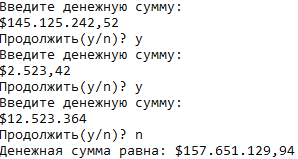 Введите денежную сумму:
$145.125.242,52
Продолжить(y/n)? y
Введите денежную сумму:
$2.523,42
Продолжить(y/n)? y
Введите денежную сумму:
$12.523.364
Продолжить(y/n)? n
Денежная сумма равна: $157.651.129,94